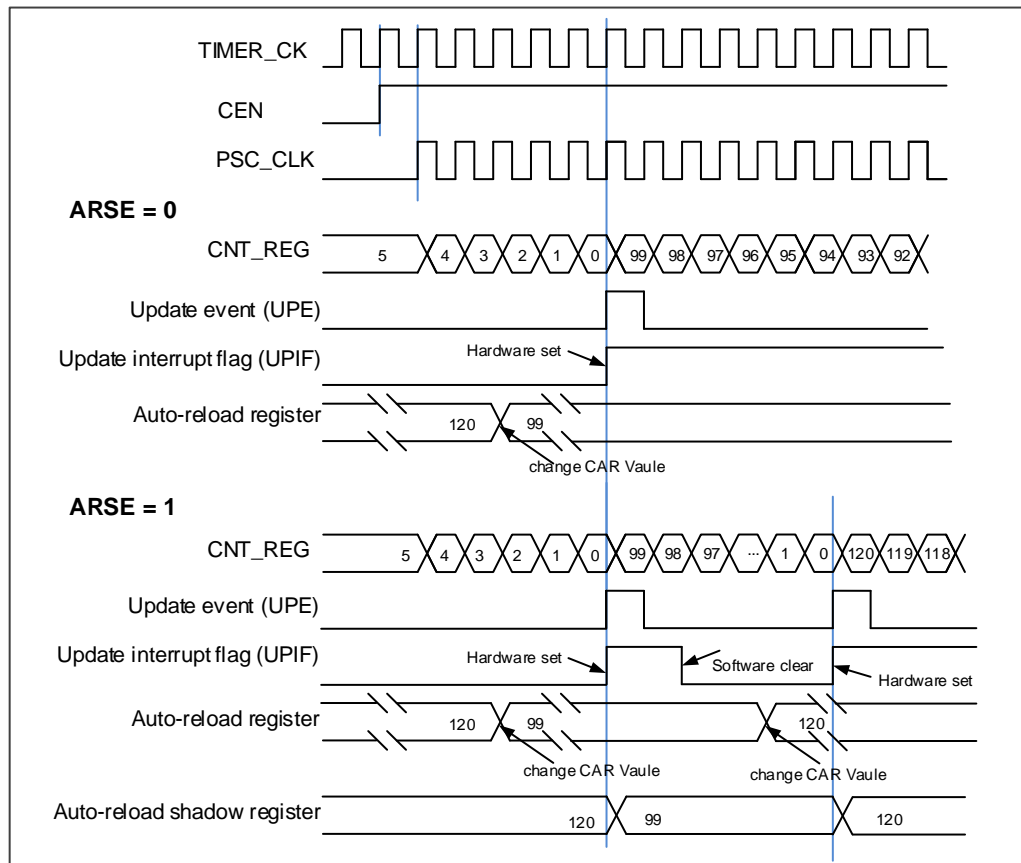 TIMER_CK
CEN
PSC_CLK
ARSE = 0
CNT_REG 5 4 3 2 1 0 99 98 97 96 95 94 93 92
Update event (UPE)
Update interrupt flag (UPIF) Hardware set
Auto-reload register 120 99
change CAR Vaule
ARSE = 1
CNT_REG 5 4 3 2 1 0 99 98 97 ... 1 0 120 119 118
Update event (UPE)
Update interrupt flag (UPIF) Hardware set Software clear Hardware set
Auto-reload register 120 99 120
change CAR Vaule change CAR Vaule
Auto-reload shadow register 120 99 120